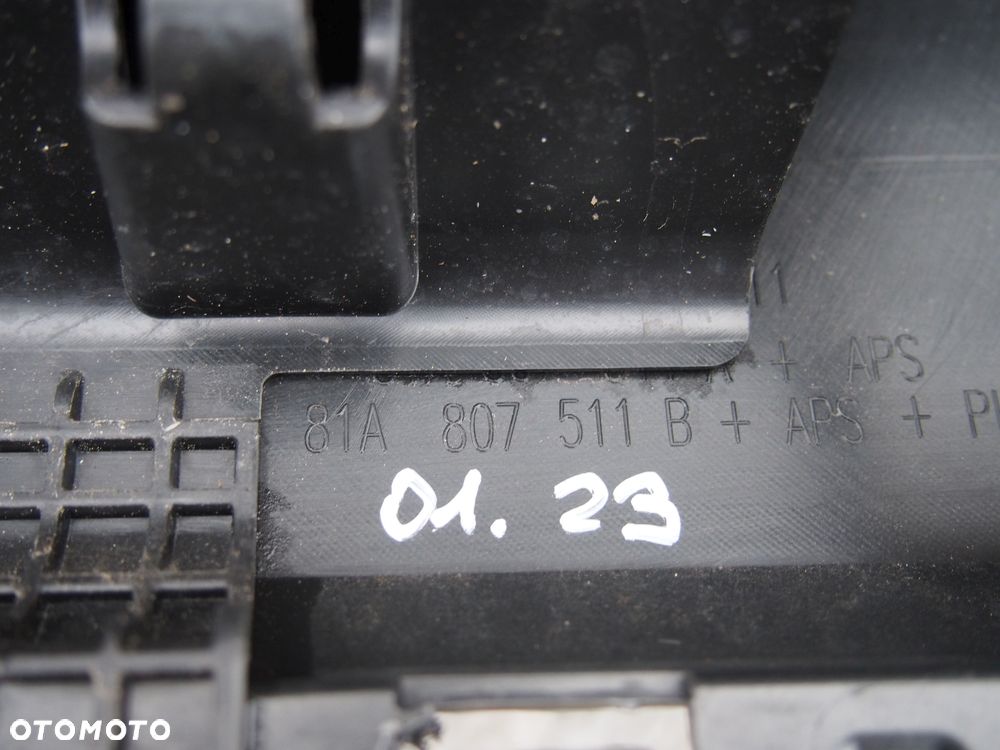 11
A + APS
81A 807 511 B + APS +
01. 23
OTOMOTO